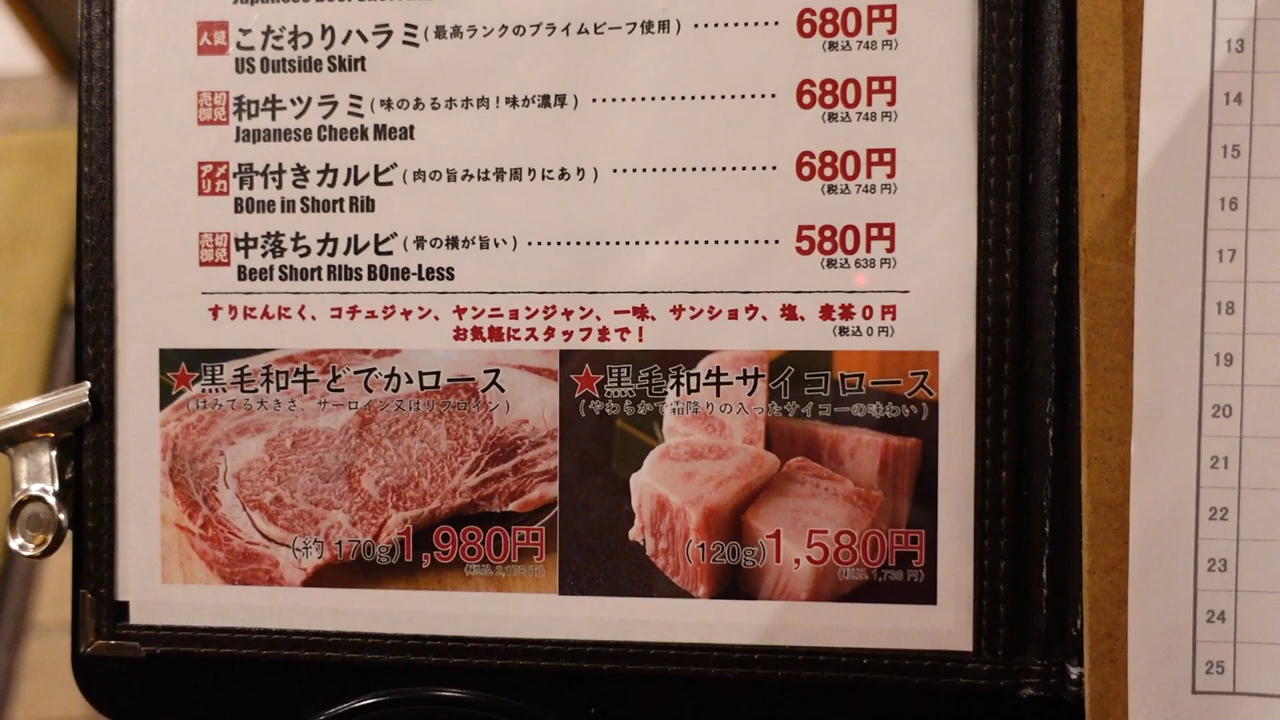 人気 こだわりハラミ(最高ランクのプライムビーフ使用) 680円
(税込 748 円)
US Outside Skirt
売切御免 和牛ツラミ(味のあるホホ肉!味が濃厚) 680円
(税込 748 円)
Japanese Cheek Meat
アメリカ 骨付きカルビ(肉の旨みは骨周りにあり) 680円
(税込 748 円)
BOne in Short Rib
売切御免 中落ちカルビ(骨の横が旨い) 580円
(税込 638 円)
Beef Short RIbs BOne-Less
すりにんにく、コチュジャン、ヤンニョンジャン、一味、サンショウ、塩、麦茶0円
お気軽にスタッフまで!
(税込 0 円)
★黒毛和牛どでかロース
(はみでる大きさ、サーロイン又はリブロイン)
(約 170g)1,980円
(税込 2,178 円)
★黒毛和牛サイコロース
(やわらかで霜降りの入ったサイコーの味わい)
(120g)1,580円
(税込 1,738 円)
13
14
15
16
17
18
19
20
21
22
23
24
25